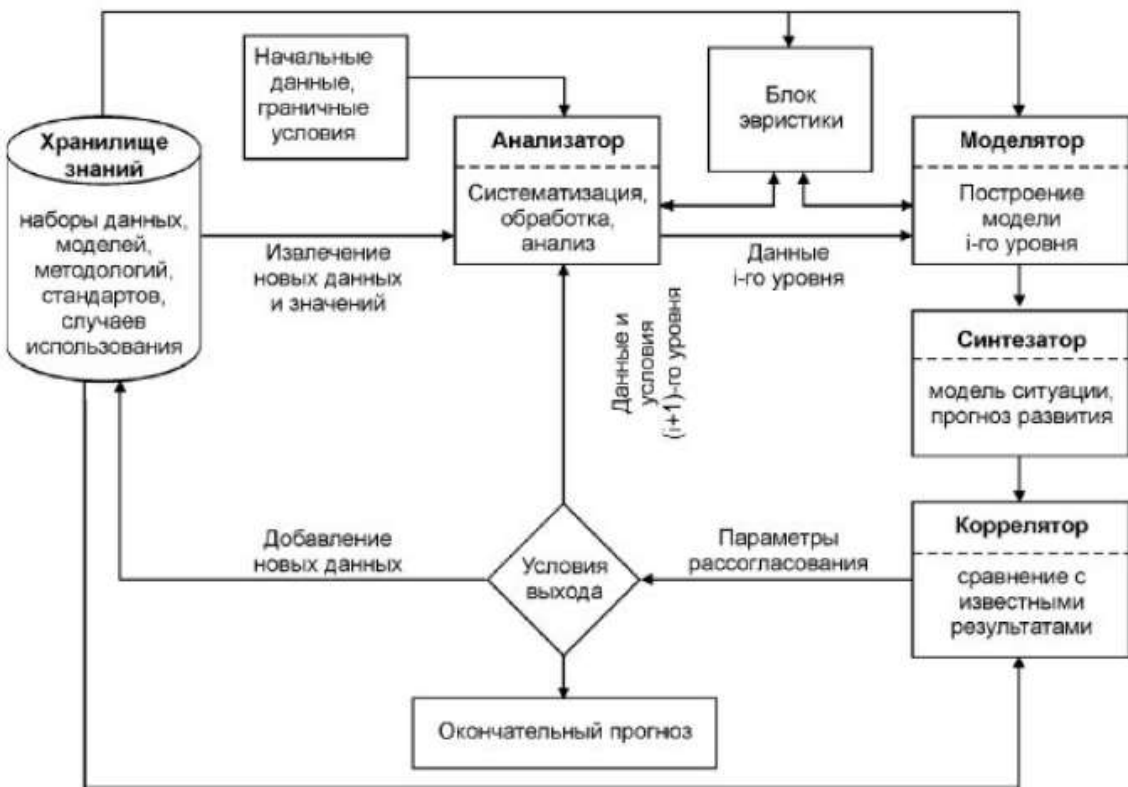 Начальные
данные,
граничные
условия
Блок
эвристики
Хранилище
знаний
наборы данных,
моделей,
методологий,
стандартов,
случаев
использования
Анализатор
Систематизация,
обработка,
анализ
Моделятор
Построение
модели
i-го уровня
Извлечение
новых данных
и значений
Данные
i-го уровня
Данные и
условия
(i+1)-го уровня
Синтезатор
модель ситуации,
прогноз развития
Добавление
новых данных
Условия
выхода
Параметры
рассогласования
Коррелятор
сравнение с
известными
результатами
Окончательный прогноз